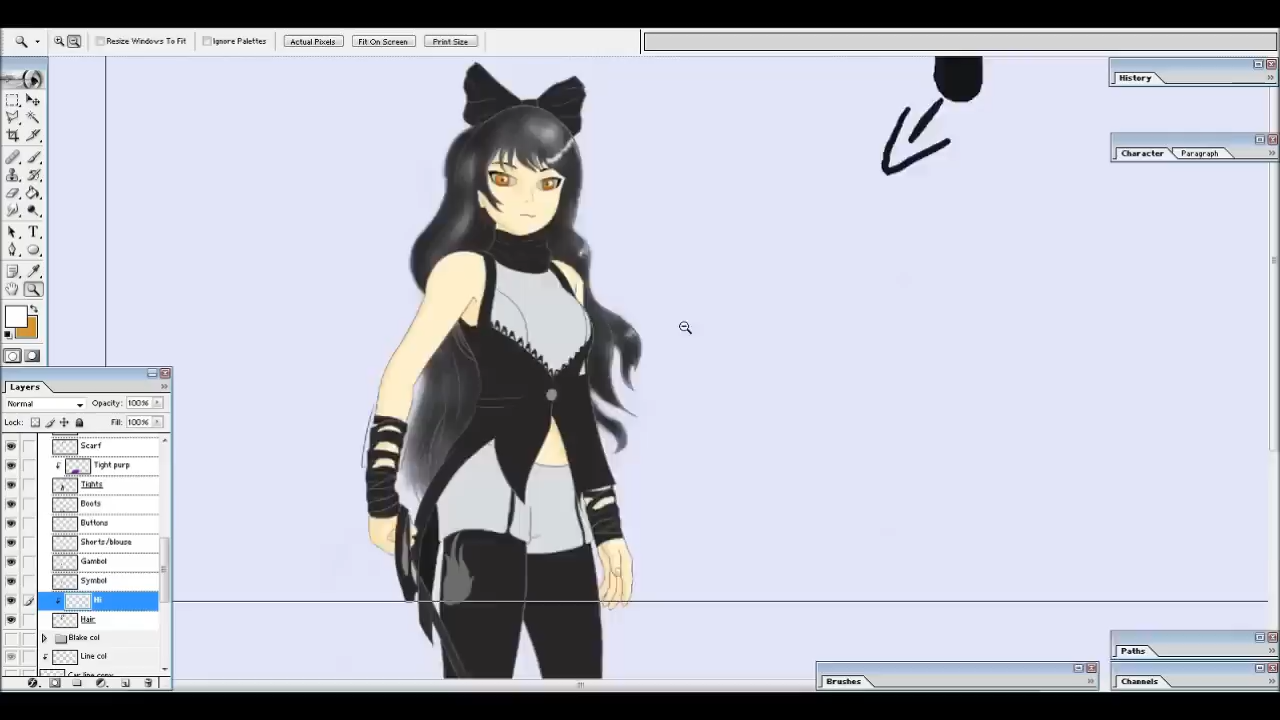 Resize Windows To Fit
Ignore Palettes
Actual Pixels
Fit On Screen
Print Size
History
Character
Paragraph
T
Layers
Normal
Opacity: 100%
Lock:
Fill: 100%
Scarf
Tight purp
Tights
Boots
Buttons
Shorts/blouse
Gambol
Symbol
Hi
Hair
Blake col
Line col
Paths
Brushes
Channels